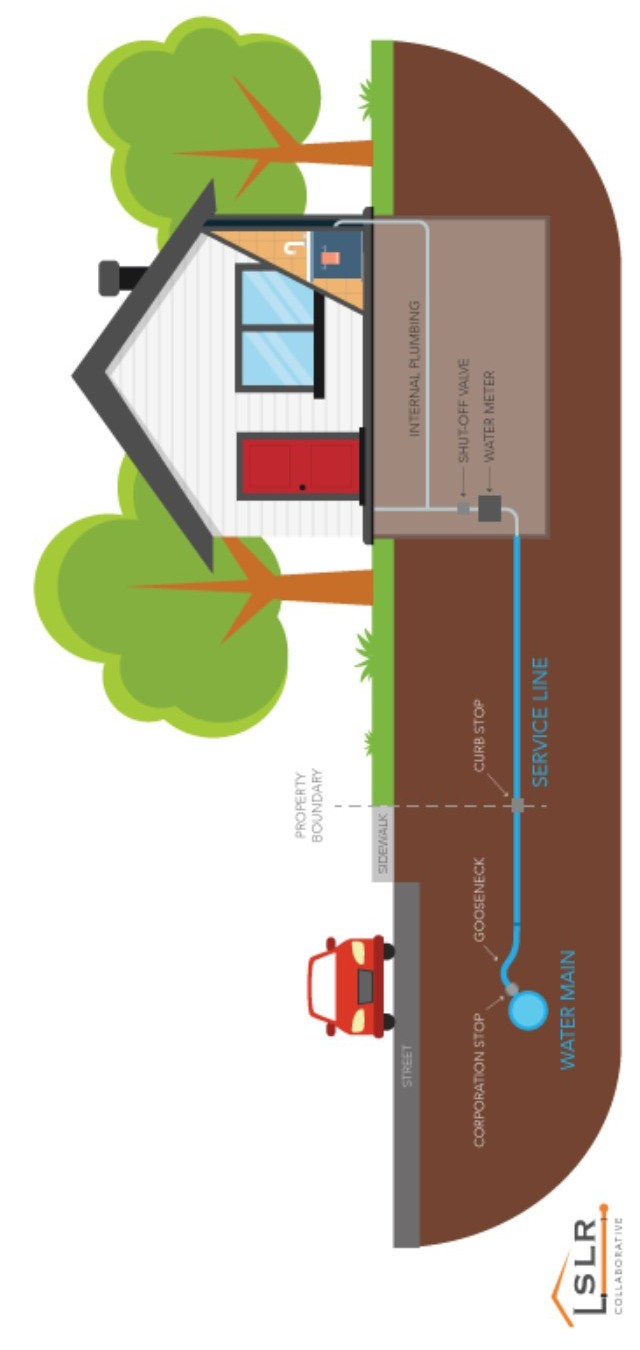 PROPERTY
BOUNDARY
SIDEWALK
STREET
INTERNAL PLUMBING
SHUT-OFF VALVE
WATER METER
CORPORATION STOP
GOOSENECK
CURB STOP
SERVICE LINE
WATER MAIN
LSLR
COLLABORATIVE